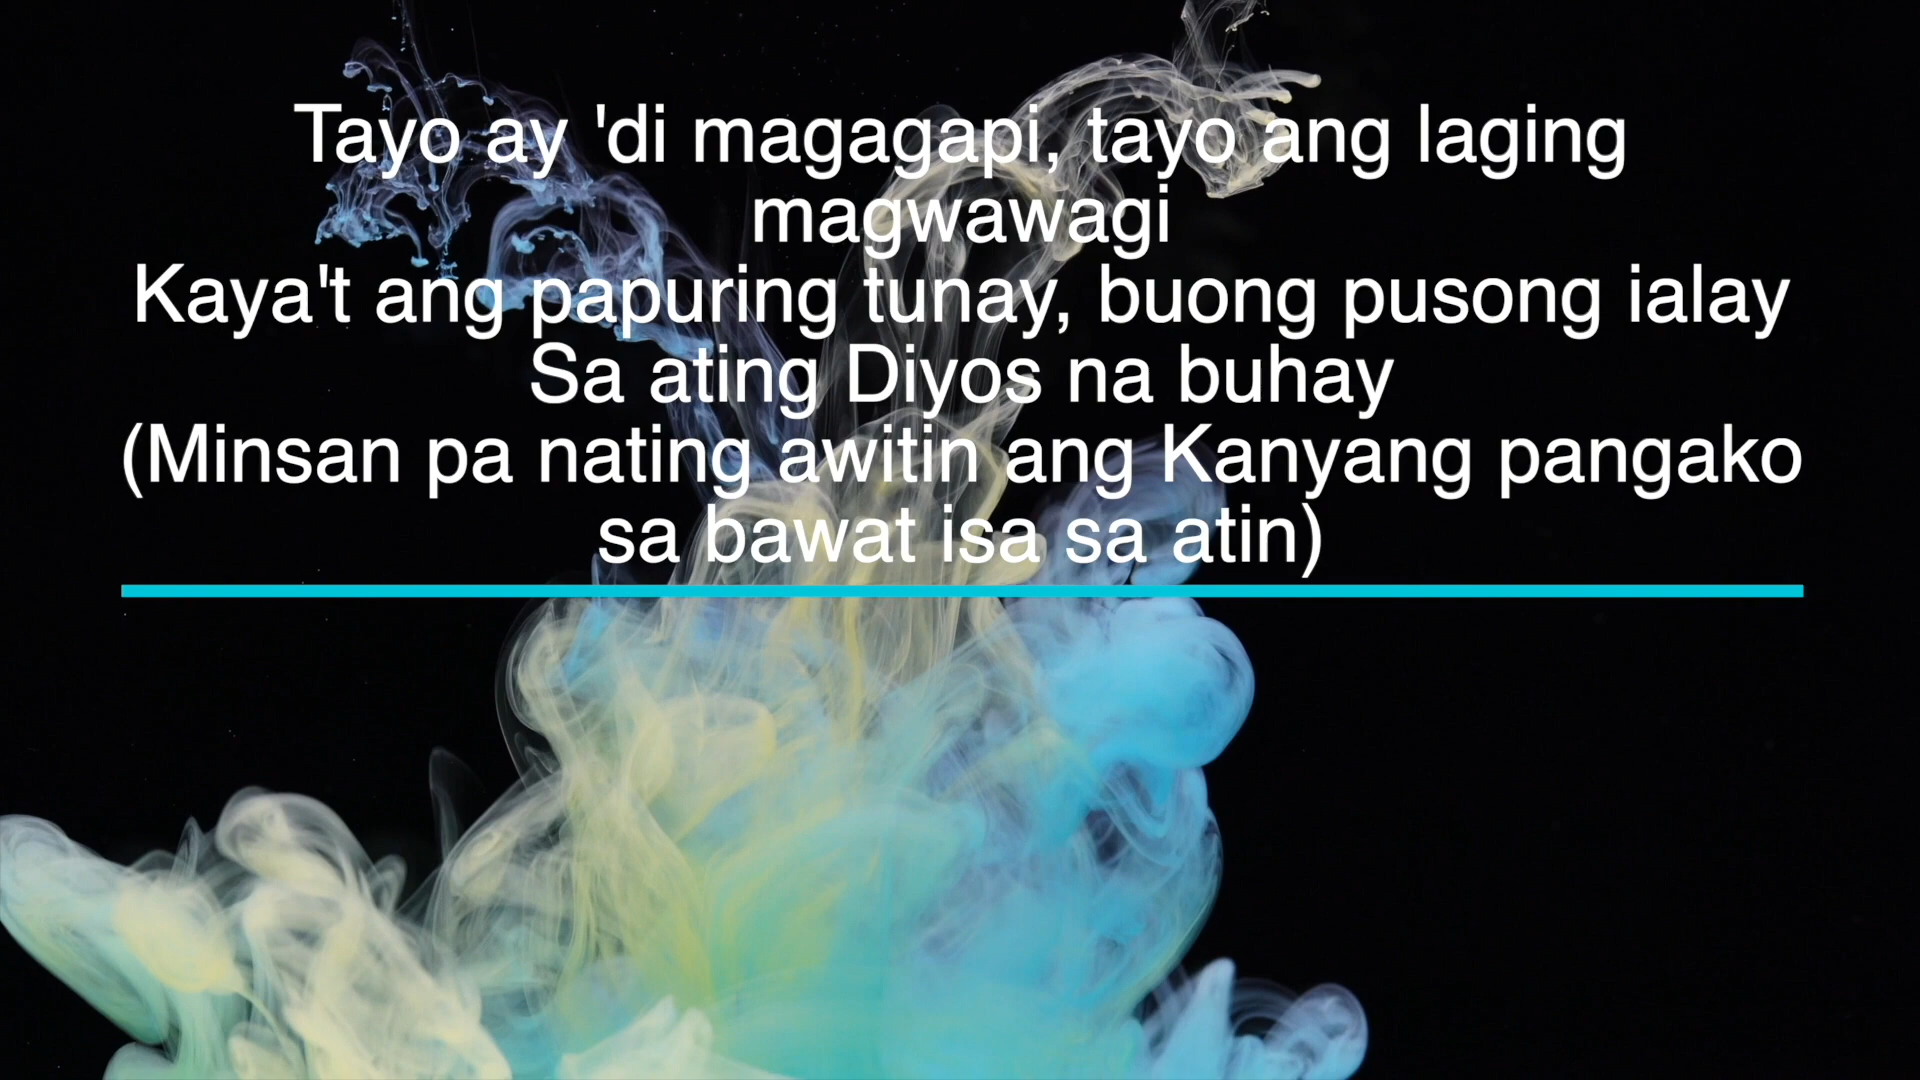 Tayo ay 'di magagapi, tayo ang laging
magwawagi
Kaya't ang papuring tunay, buong pusong ialay
Sa ating Diyos na buhay
(Minsan pa nating awitin ang Kanyang pangako
sa bawat isa sa atin)